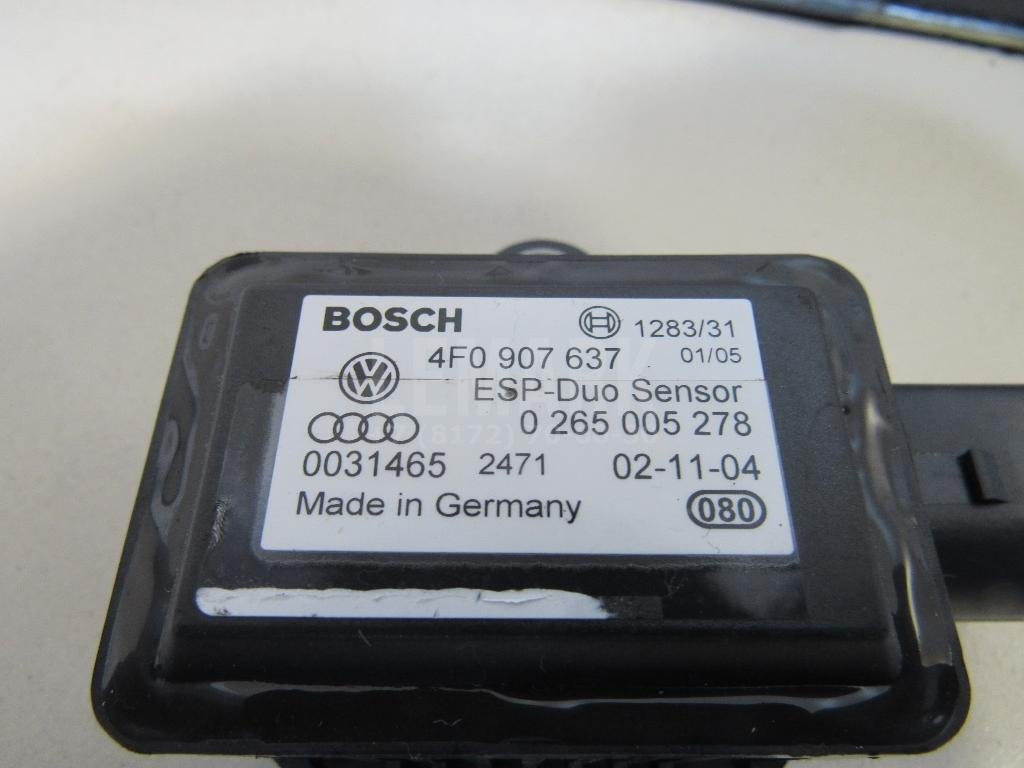 BOSCH 1283/31
4F0 907 637 01/05
ESP-Duo Sensor
0 265 005 278
0031465 2471 02-11-04
Made in Germany 080